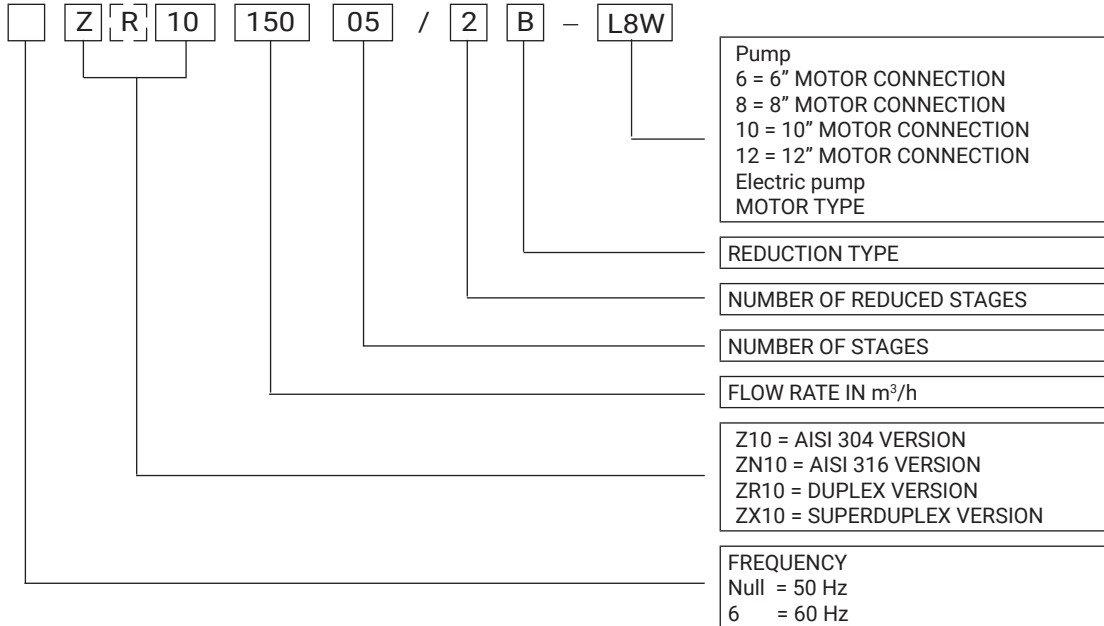 Z R 10 150 05 / 2 B – L8W
Pump
6 = 6” MOTOR CONNECTION
8 = 8” MOTOR CONNECTION
10 = 10” MOTOR CONNECTION
12 = 12” MOTOR CONNECTION
Electric pump
MOTOR TYPE
REDUCTION TYPE
NUMBER OF REDUCED STAGES
NUMBER OF STAGES
FLOW RATE IN m³/h
Z10 = AISI 304 VERSION
ZN10 = AISI 316 VERSION
ZR10 = DUPLEX VERSION
ZX10 = SUPERDUPLEX VERSION
FREQUENCY
Null = 50 Hz
6 = 60 Hz